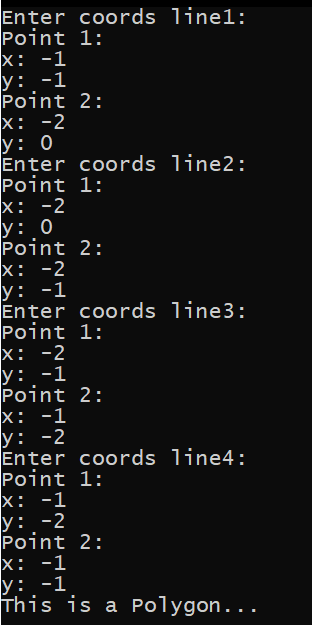 Enter coords line1:
Point 1:
x: -1
y: -1
Point 2:
x: -2
y: 0
Enter coords line2:
Point 1:
x: -2
y: 0
Point 2:
x: -2
y: -1
Enter coords line3:
Point 1:
x: -2
y: -1
Point 2:
x: -1
y: -2
Enter coords line4:
Point 1:
x: -1
y: -2
Point 2:
x: -1
y: -1
This is a Polygon...